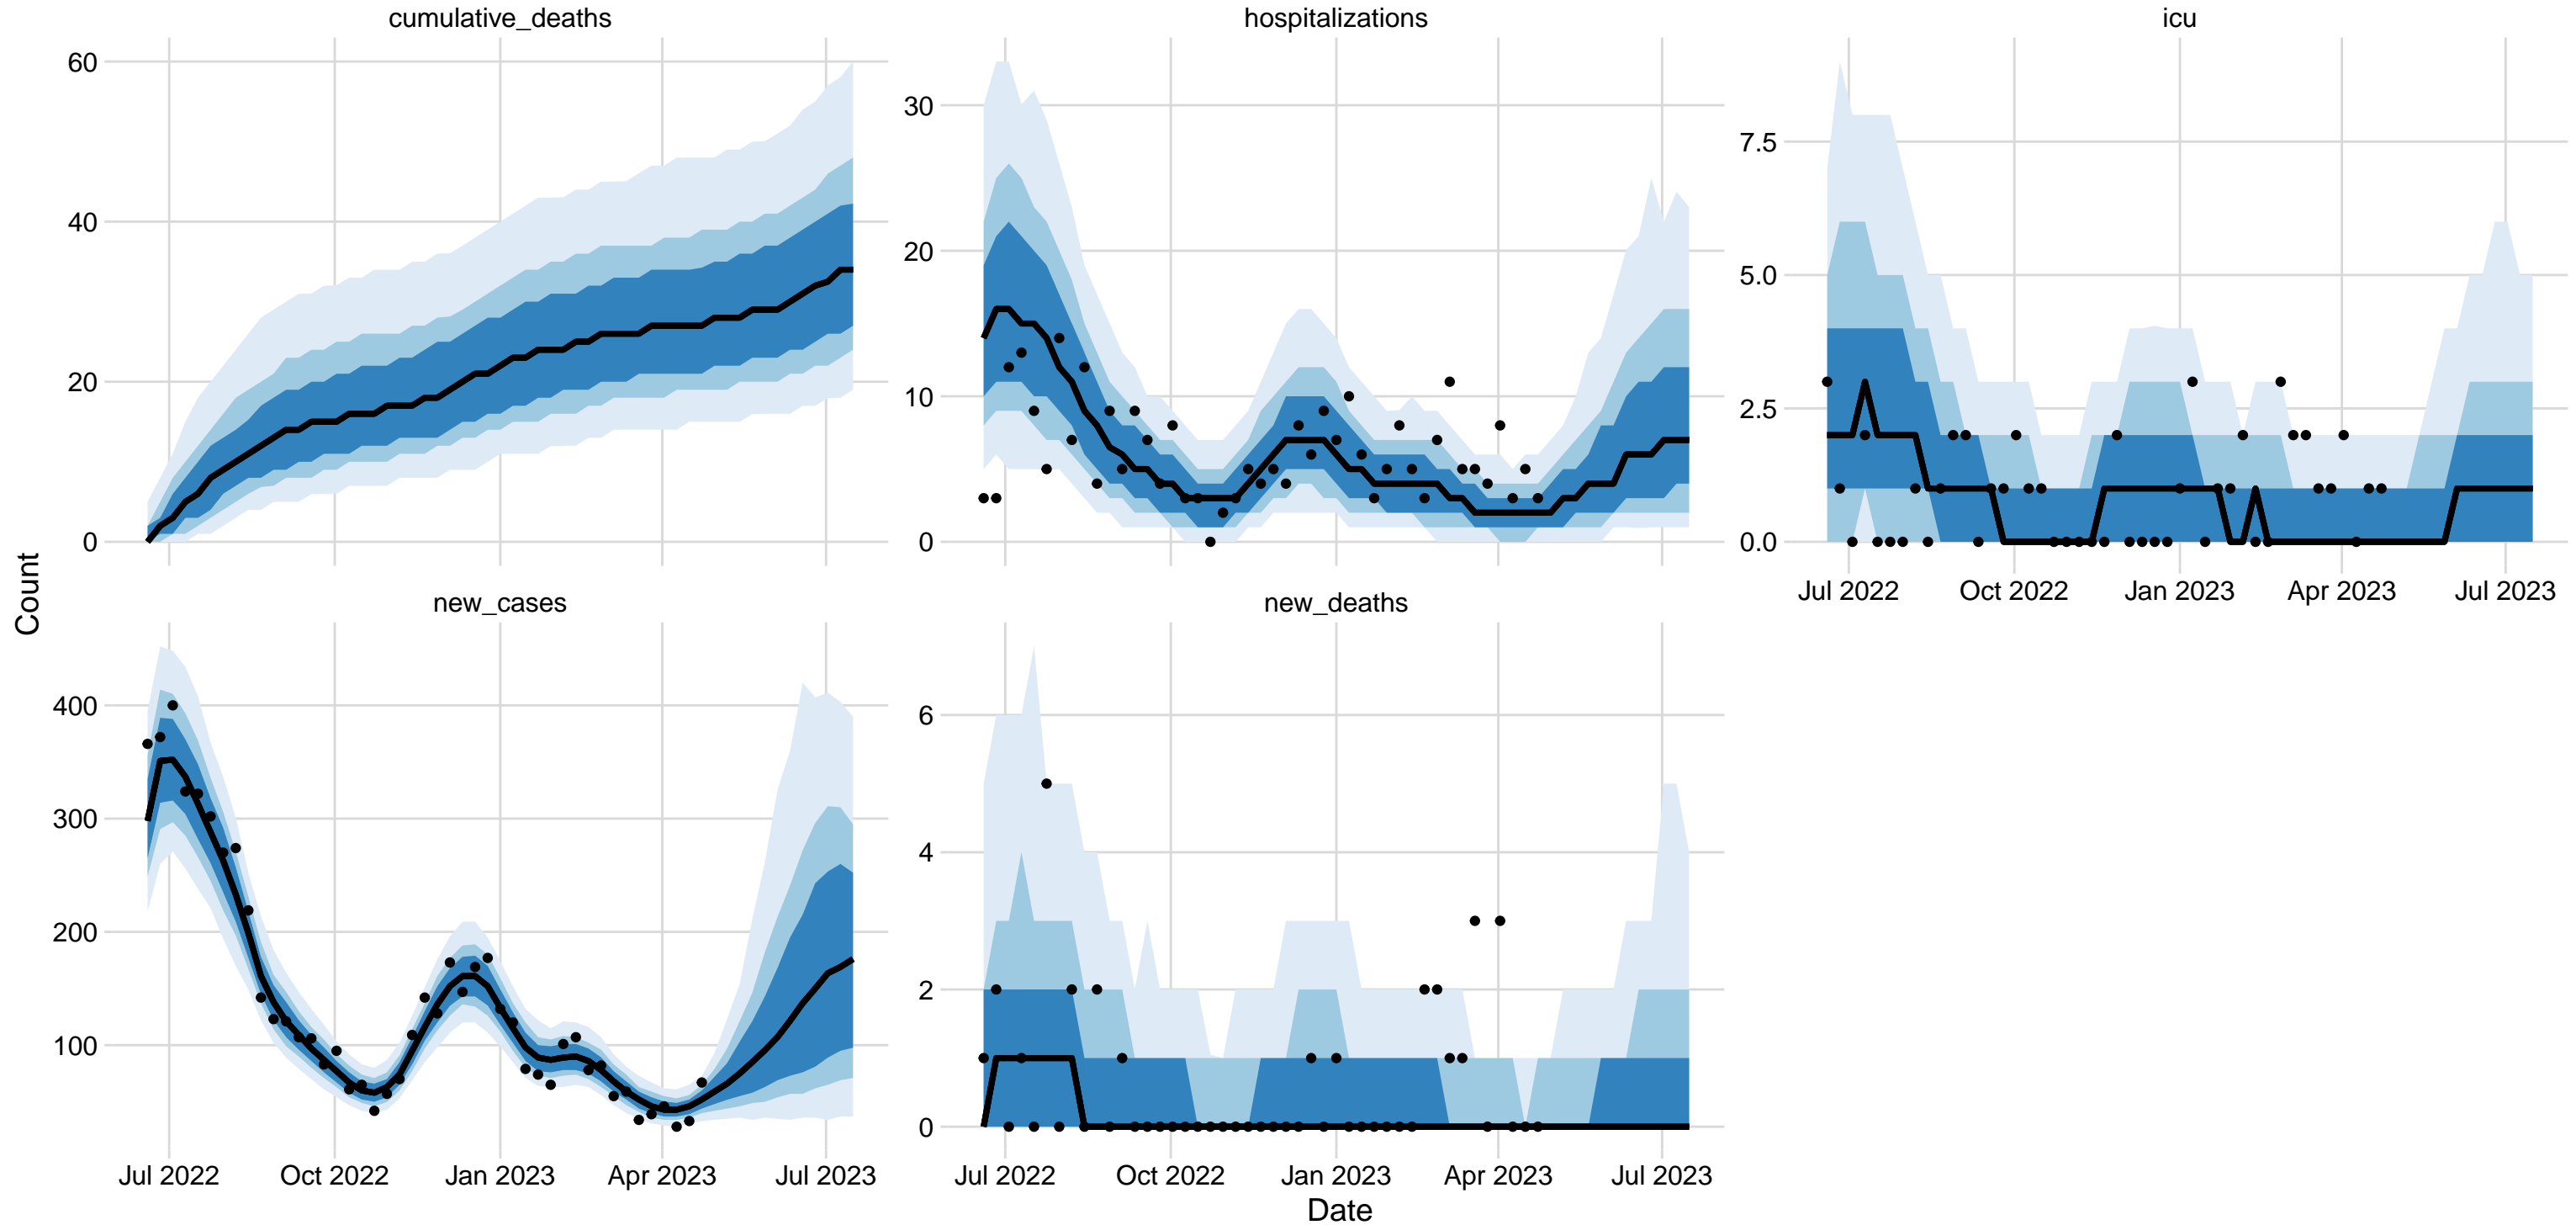 cumulative_deaths
hospitalizations
icu
60
40
20
0
30
20
10
0
7.5
5.0
2.5
0.0
Jul 2022
Oct 2022
Jan 2023
Apr 2023
Jul 2023
Count
new_cases
new_deaths
400
300
200
100
6
4
2
0
Jul 2022
Oct 2022
Jan 2023
Apr 2023
Jul 2023
Jul 2022
Oct 2022
Jan 2023
Apr 2023
Jul 2023
Date